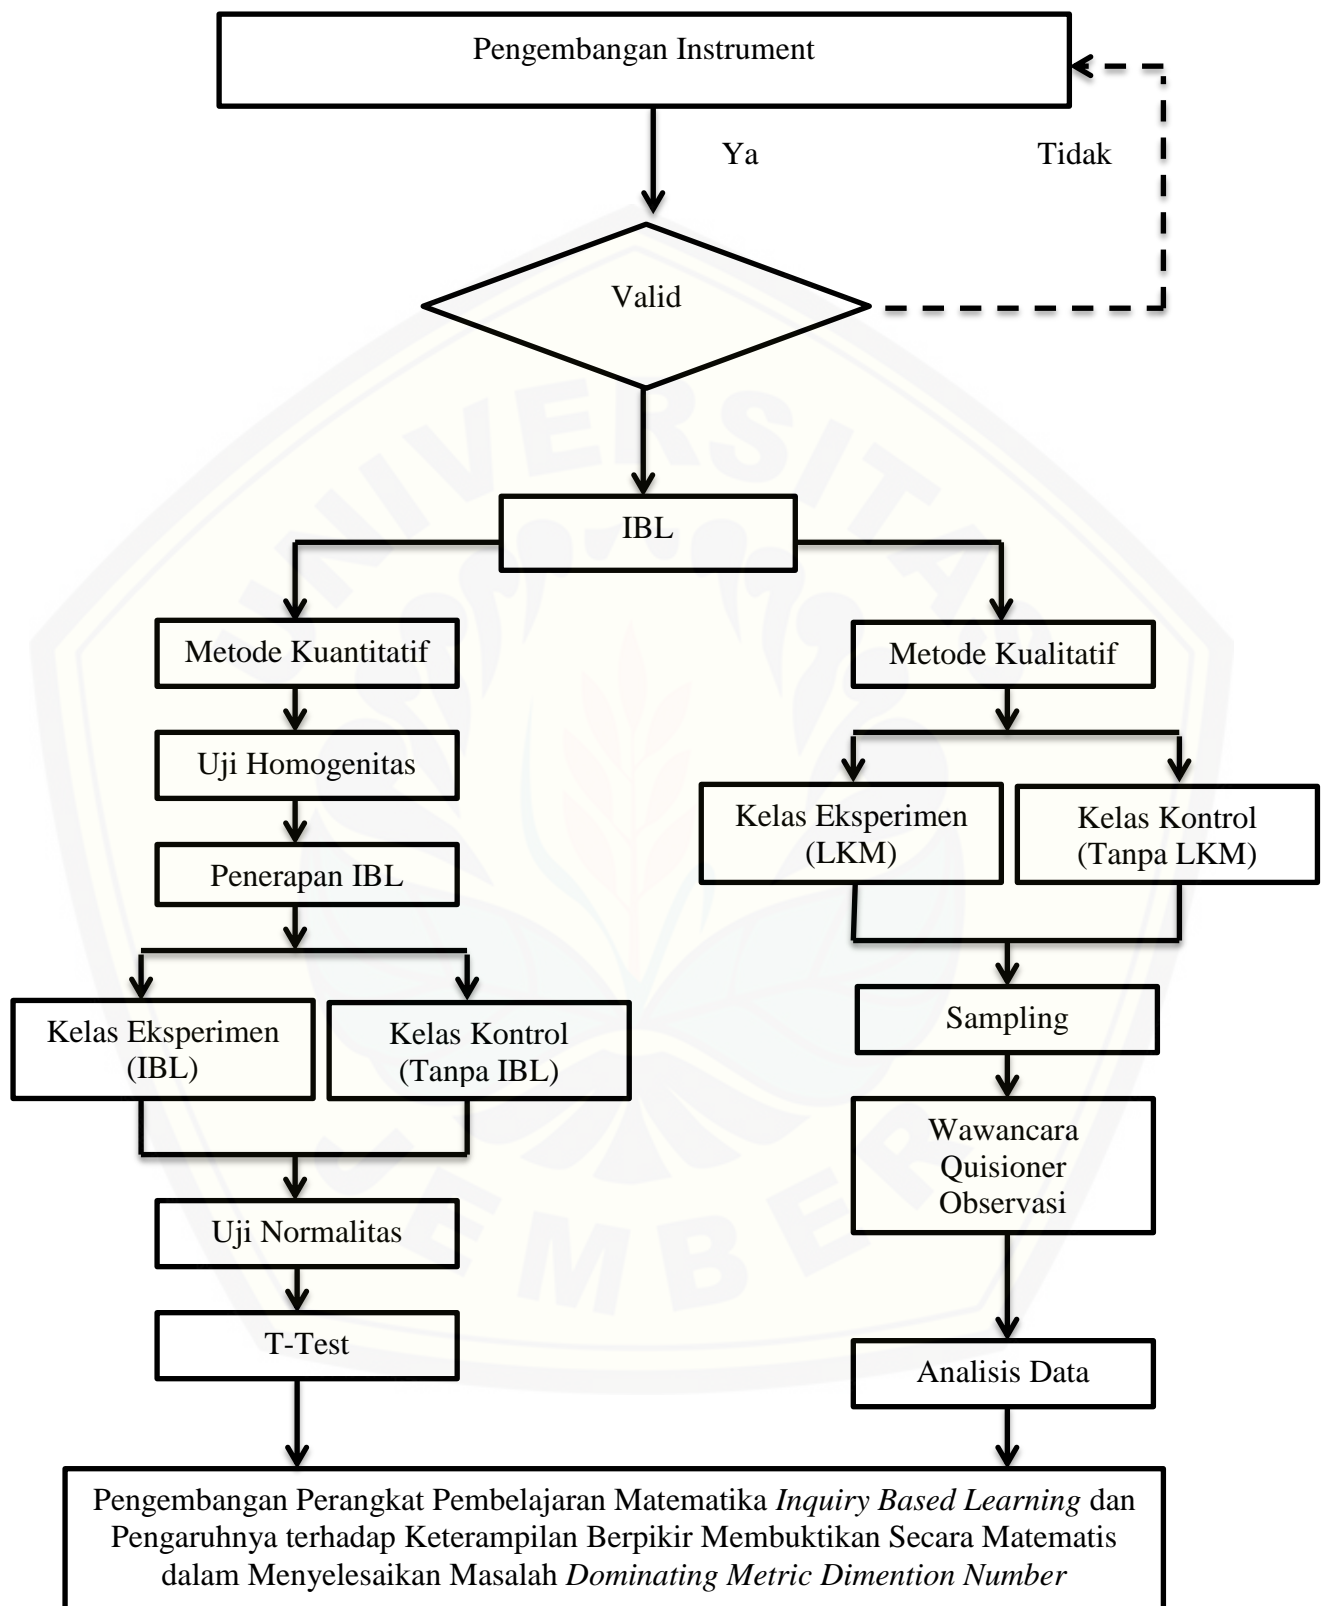 Pengembangan Instrument
Ya
Tidak
Valid
IBL
Metode Kuantitatif
Uji Homogenitas
Penerapan IBL
Kelas Eksperimen
(IBL)
Kelas Kontrol
(Tanpa IBL)
Uji Normalitas
T-Test
Metode Kualitatif
Kelas Eksperimen
(LKM)
Kelas Kontrol
(Tanpa LKM)
Sampling
Wawancara
Quisioner
Observasi
Analisis Data
Pengembangan Perangkat Pembelajaran Matematika Inquiry Based Learning dan
Pengaruhnya terhadap Keterampilan Berpikir Membuktikan Secara Matematis
dalam Menyelesaikan Masalah Dominating Metric Dimention Number
UNIVERSITAS
JEMBER